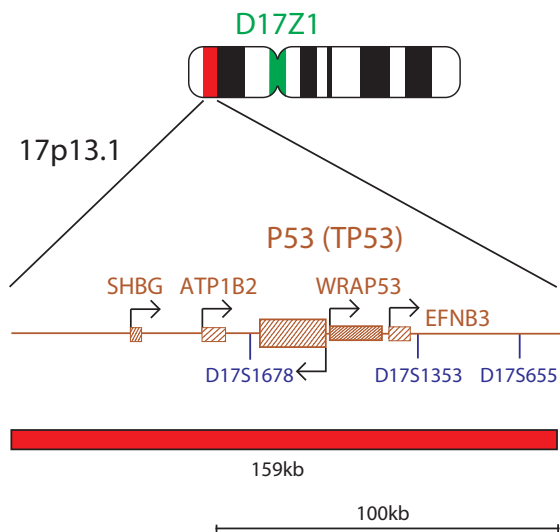 D17Z1
17p13.1
P53 (TP53)
SHBG ATP1B2 WRAP53
EFNB3
D17S1678 D17S1353 D17S655
159kb
100kb